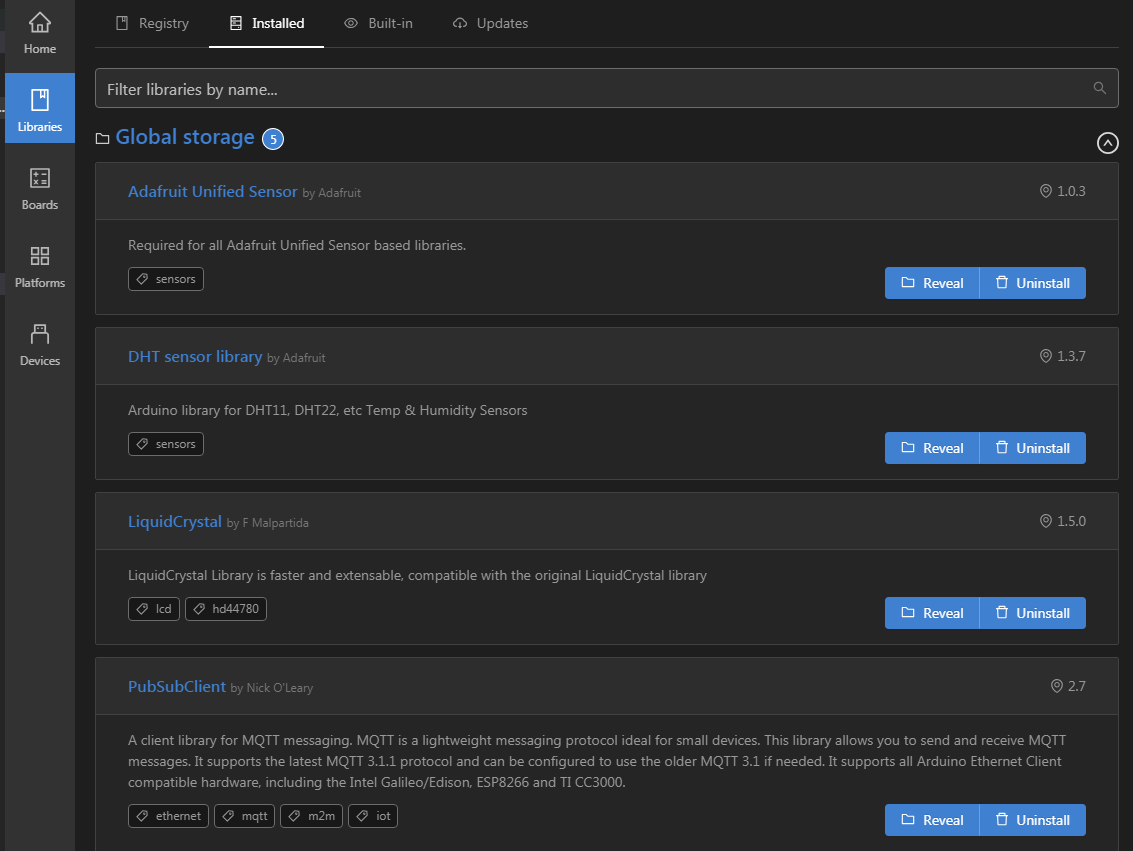 Home
Libraries
Boards
Platforms
Devices
Registry
Installed
Built-in
Updates
Filter libraries by name...
Global storage 5
Adafruit Unified Sensor by Adafruit
1.0.3
Required for all Adafruit Unified Sensor based libraries.
sensors
Reveal
Uninstall
DHT sensor library by Adafruit
1.3.7
Arduino library for DHT11, DHT22, etc Temp & Humidity Sensors
sensors
Reveal
Uninstall
LiquidCrystal by F Malpartida
1.5.0
LiquidCrystal Library is faster and extensable, compatible with the original LiquidCrystal library
lcd
hd44780
Reveal
Uninstall
PubSubClient by Nick O'Leary
2.7
A client library for MQTT messaging. MQTT is a lightweight messaging protocol ideal for small devices. This library allows you to send and receive MQTT
messages. It supports the latest MQTT 3.1.1 protocol and can be configured to use the older MQTT 3.1 if needed. It supports all Arduino Ethernet Client
compatible hardware, including the Intel Galileo/Edison, ESP8266 and TI CC3000.
ethernet
mqtt
m2m
iot
Reveal
Uninstall